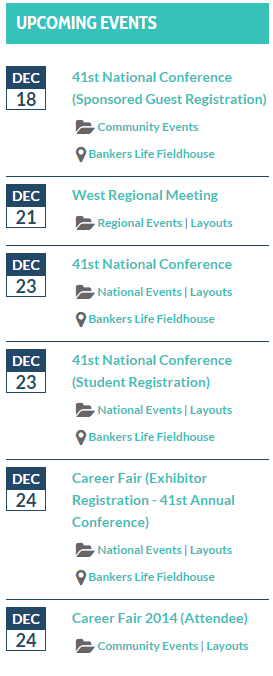 UPCOMING EVENTS
DEC
18
41st National Conference
(Sponsored Guest Registration)
Community Events
Bankers Life Fieldhouse
DEC
21
West Regional Meeting
Regional Events | Layouts
DEC
23
41st National Conference
National Events | Layouts
Bankers Life Fieldhouse
DEC
23
41st National Conference
(Student Registration)
National Events | Layouts
Bankers Life Fieldhouse
DEC
24
Career Fair (Exhibitor
Registration - 41st Annual
Conference)
National Events | Layouts
Bankers Life Fieldhouse
DEC
24
Career Fair 2014 (Attendee)
Community Events | Layouts